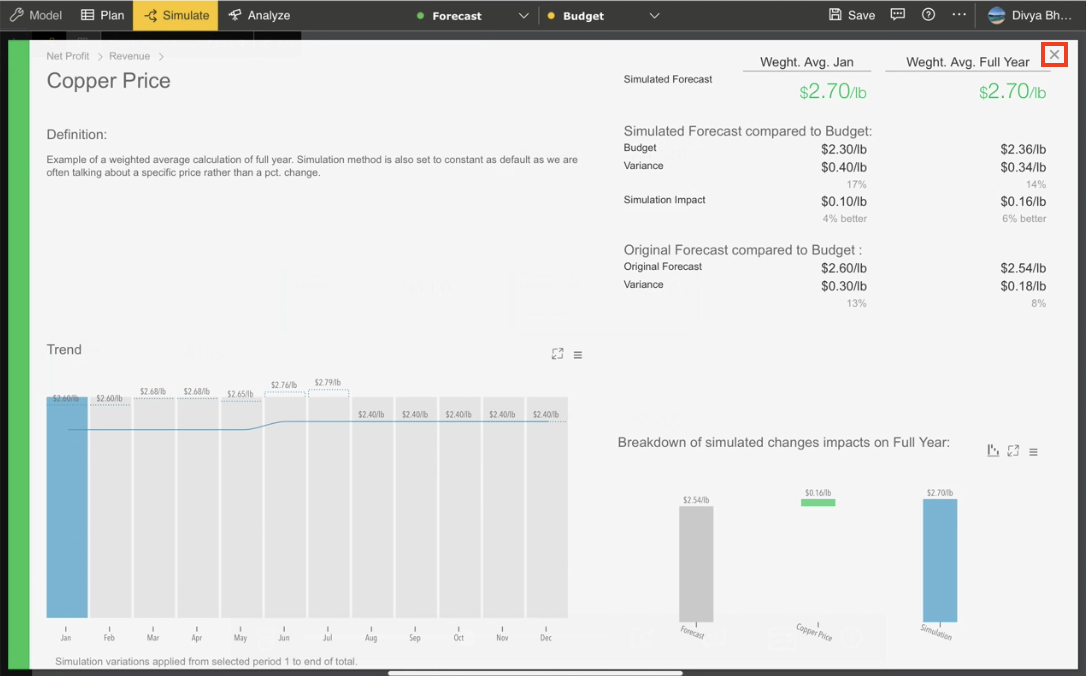 Model
Plan
Simulate
Analyze
Forecast
Budget
Save
Divya Bh...
Net Profit > Revenue >
Copper Price
Definition:
Example of a weighted average calculation of full year. Simulation method is also set to constant as default as we are
often talking about a specific price rather than a pct. change.
Weght. Avg. Jan Weght. Avg. Full Year
Simulated Forecast $2.70/lb $2.70/lb
Simulated Forecast compared to Budget:
Budget $2.30/lb $2.36/lb
Variance $0.40/lb $0.34/lb
17% 14%
Simulation Impact $0.10/lb $0.16/lb
4% better 6% better
Original Forecast compared to Budget :
Original Forecast $2.60/lb $2.54/lb
Variance $0.30/lb $0.18/lb
13% 8%
Trend
$2.60/lb $2.60/lb $2.68/lb $2.68/lb $2.65/lb $2.76/lb $2.79/lb $2.40/lb $2.40/lb $2.40/lb $2.40/lb $2.40/lb
Jan Feb Mar Apr May Jun Jul Aug Sep Oct Nov Dec
Simulation variations applied from selected period 1 to end of total.
Breakdown of simulated changes impacts on Full Year:
$2.54/lb $0.16/lb $2.70/lb
Forecast Copper Price Simulation